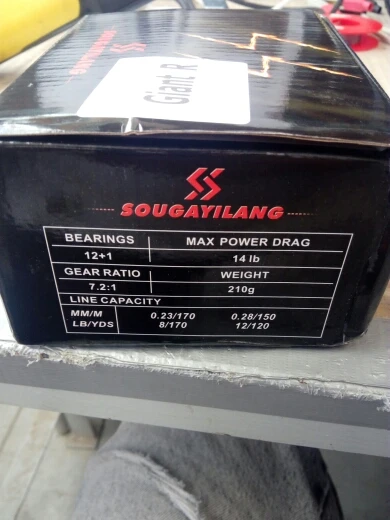 SOUGAYILANG
Giant R
SOUGAYILANG
BEARINGS MAX POWER DRAG
12+1 14 lb
GEAR RATIO WEIGHT
7.2:1 210g
LINE CAPACITY
MM/M 0.23/170 0.28/150
LB/YDS 8/170 12/120